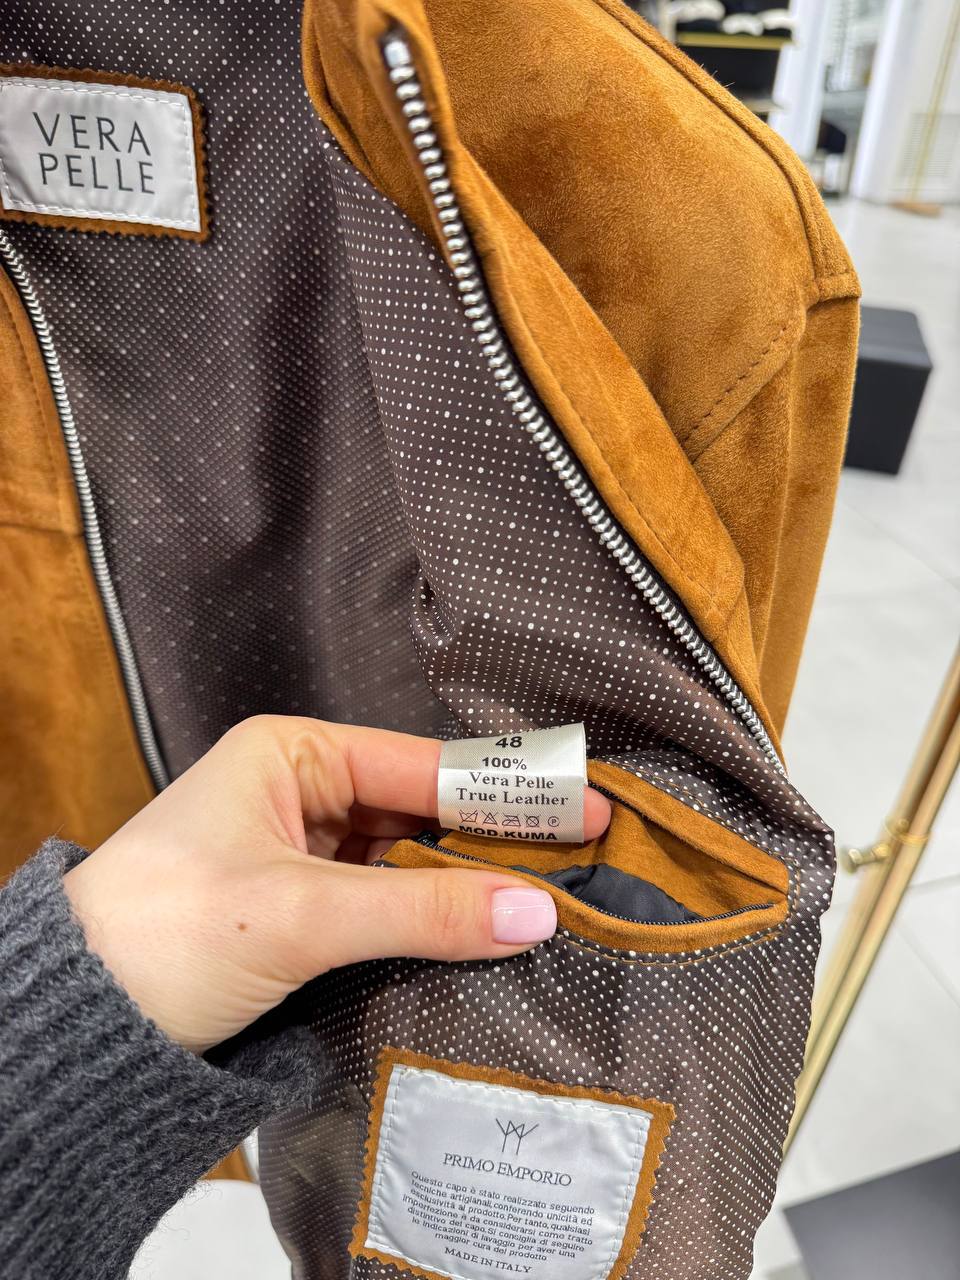 VERA
PELLE
48
100%
Vera Pelle
True Leather
P
MOD.KUMA
PRIMO EMPORIO
Questo capo è stato realizzato seguendo
tecniche artigianali,conferendo unicità ed
esclusività al prodotto.Per tanto,qualsiasi
imperfezione è da considerarsi come tratto
distintivo del capo.Si consiglia di seguire
le indicazioni di lavaggio per aver una
maggior cura del prodotto.
MADE IN ITALY